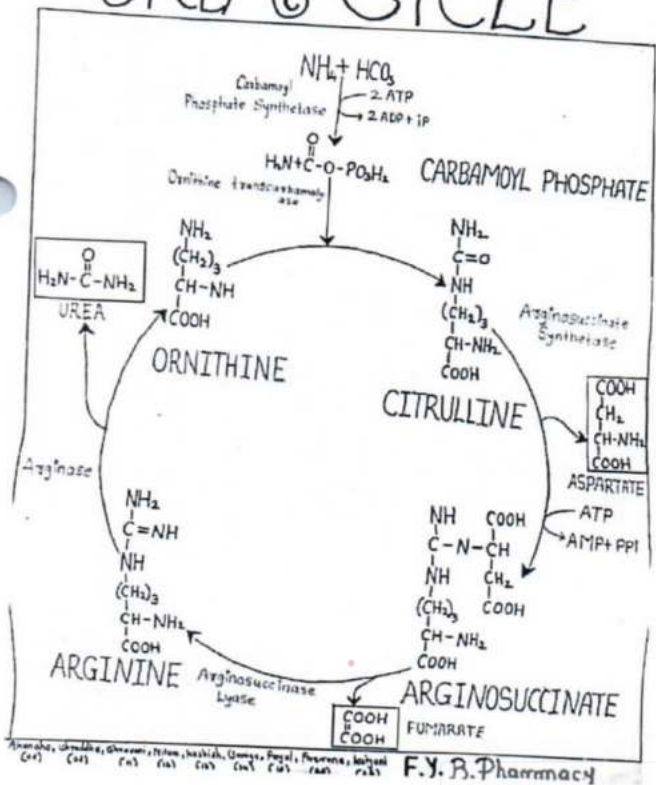 UREA CYCLE
NH₄+ HCO₃
Carbamoyl
Phosphate Synthetase
2 ATP
2 ADP + iP
O
H₂N+C-O-PO₃H₂
CARBAMOYL PHOSPHATE
Ornithine transcarbamoly
ase
NH₂
(CH₂)₃
CH-NH
COOH
ORNITHINE
NH₂
C=O
NH
(CH₂)₃
CH-NH₂
COOH
CITRULLINE
O
H₂N-C-NH₂
UREA
Arginosuccinate
Synthetase
COOH
CH₂
CH-NH₂
COOH
ASPARTATE
ATP
AMP+PPI
Arginase
NH₂
C=NH
NH
(CH₂)₃
CH-NH₂
COOH
ARGININE
NH COOH
C-N-CH
NH CH₂
(CH₂)₃ COOH
CH-NH₂
COOH
ARGINOSUCCINATE
Arginosuccinase
Lyase
COOH
COOH
FUMARATE
F.Y. B.Pharmmacy